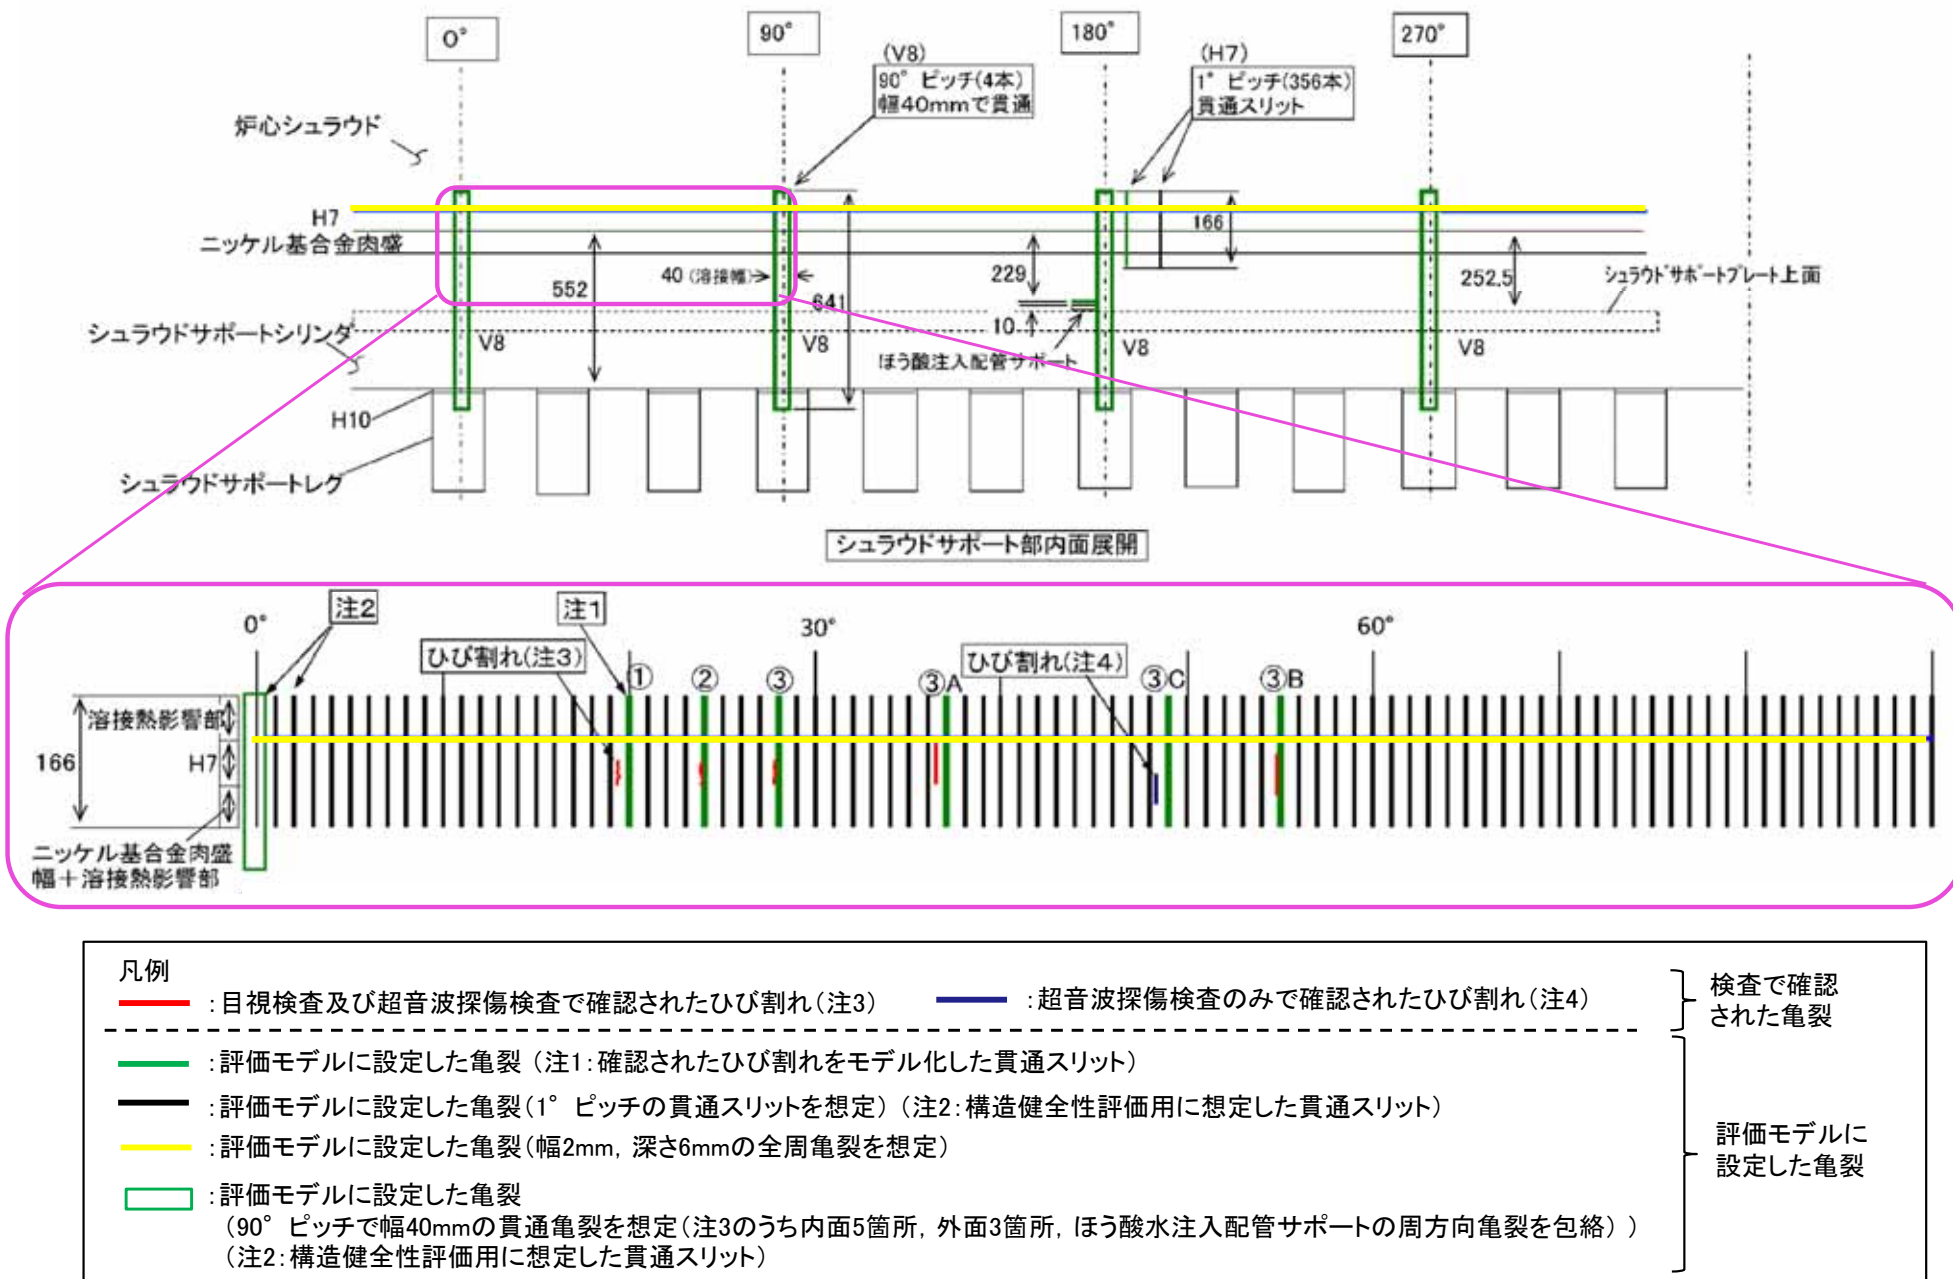 0°
90°
180°
270°
(V8)
90° ピッチ(4本)
幅40mmで貫通
(H7)
1° ピッチ(356本)
貫通スリット
炉心シュラウド
H7
ニッケル基合金肉盛
166
40 (溶接幅)
229
552
641
252.5
シュラウドサポートプレート上面
10
シュラウドサポートシリンダ
V8
V8
V8
V8
ほう酸注入配管サポート
H10
シュラウドサポートレグ
シュラウドサポート部内面展開
注2
注1
0°
30°
60°
ひび割れ(注3)
ひび割れ(注4)
①
②
③
③A
③C
③B
溶接熱影響部
166
H7
ニッケル基合金肉盛
幅+溶接熱影響部
凡例
:目視検査及び超音波探傷検査で確認されたひび割れ(注3)
:超音波探傷検査のみで確認されたひび割れ(注4)
検査で確認
された亀裂
:評価モデルに設定した亀裂 (注1:確認されたひび割れをモデル化した貫通スリット)
:評価モデルに設定した亀裂(1° ピッチの貫通スリットを想定) (注2:構造健全性評価用に想定した貫通スリット)
:評価モデルに設定した亀裂(幅2mm, 深さ6mmの全周亀裂を想定)
:評価モデルに設定した亀裂
(90° ピッチで幅40mmの貫通亀裂を想定(注3のうち内面5箇所, 外面3箇所, ほう酸水注入配管サポートの周方向亀裂を包絡) )
(注2:構造健全性評価用に想定した貫通スリット)
評価モデルに
設定した亀裂